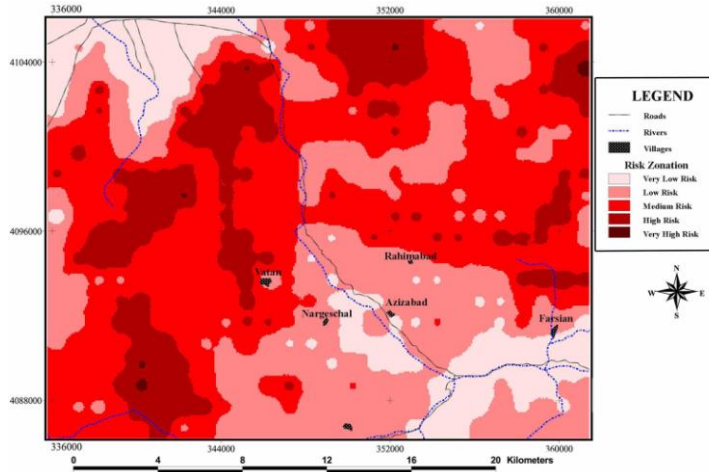 336000 344000 352000 360000
4104000
4096000
4088000
Rahimabad
Vatan
Azizabad
Nargeschal
Farsian
336000 344000 352000 360000
0 4 8 12 16 20 Kilometers
LEGEND
Roads
Rivers
Villages
Risk Zonation
Very Low Risk
Low Risk
Medium Risk
High Risk
Very High Risk
N
W E
S